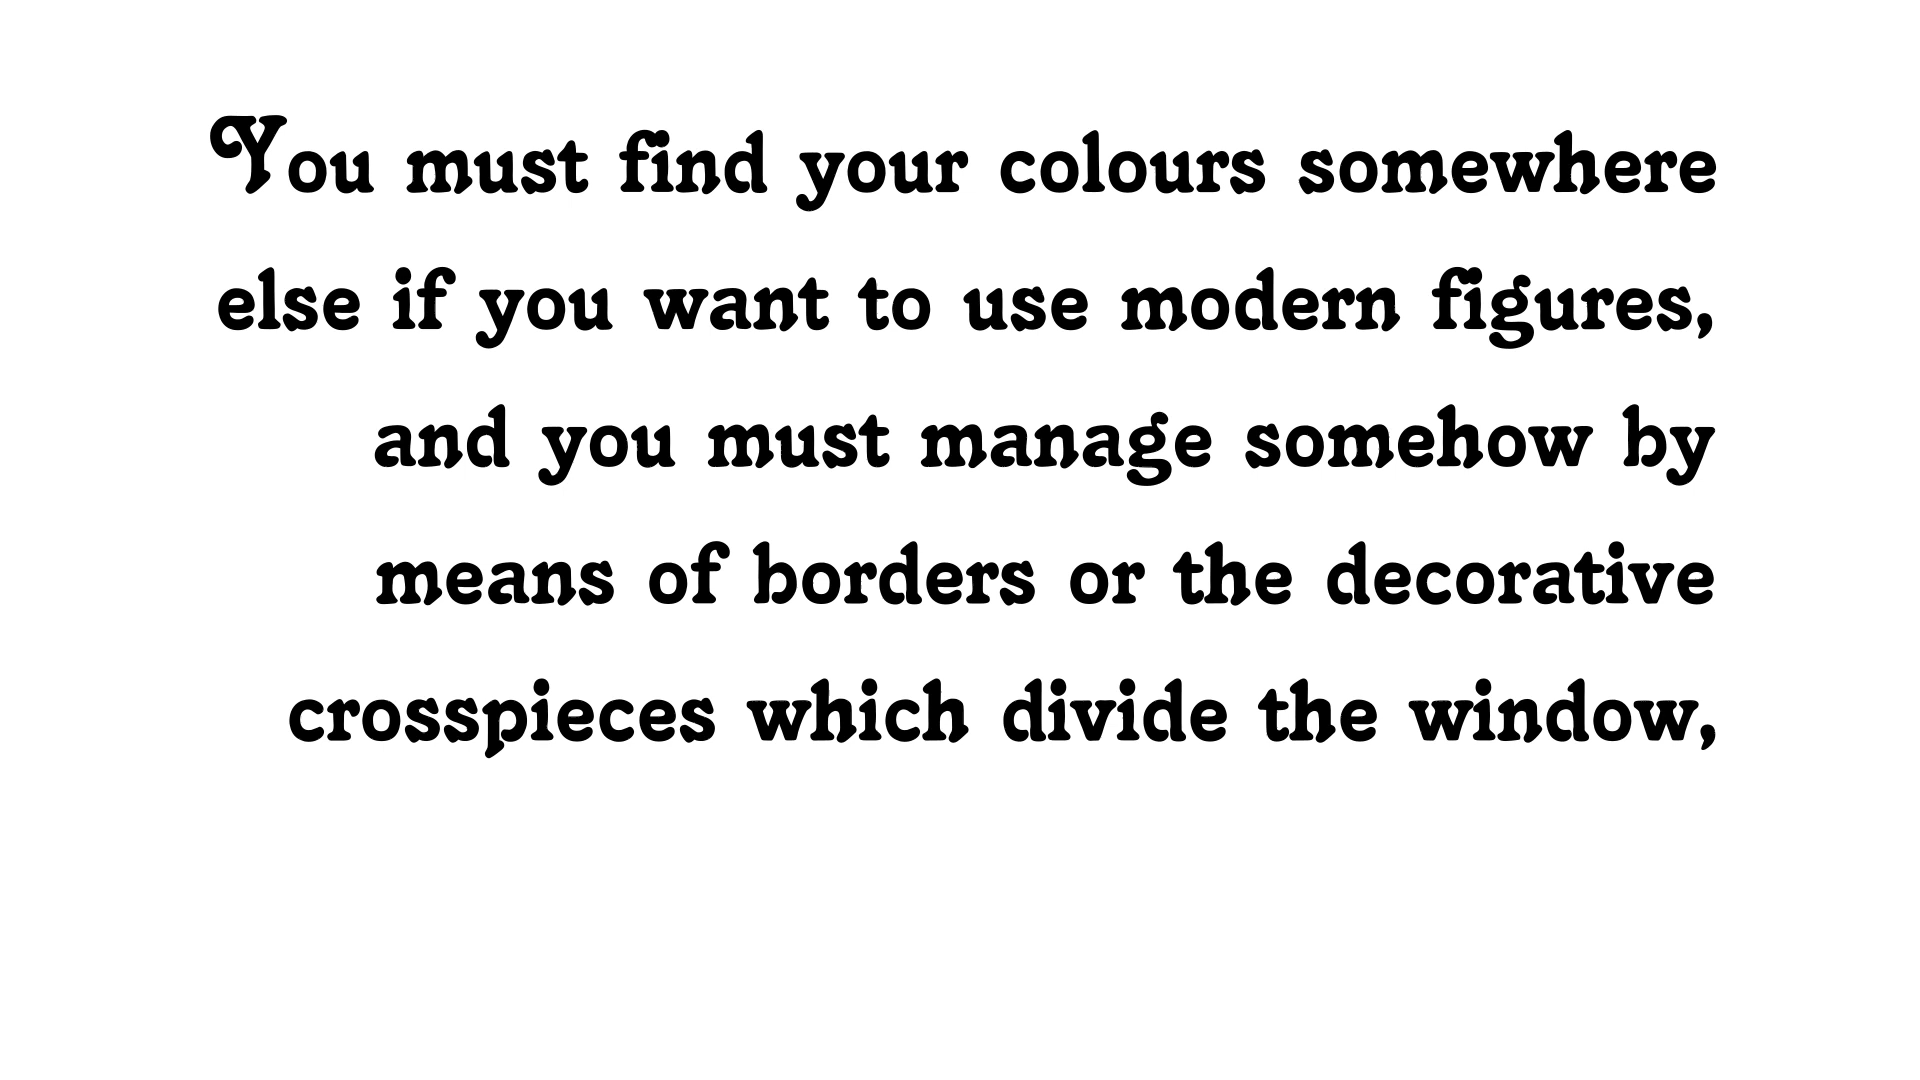 You must find your colours somewhere
else if you want to use modern figures,
and you must manage somehow by
means of borders or the decorative
crosspieces which divide the window,